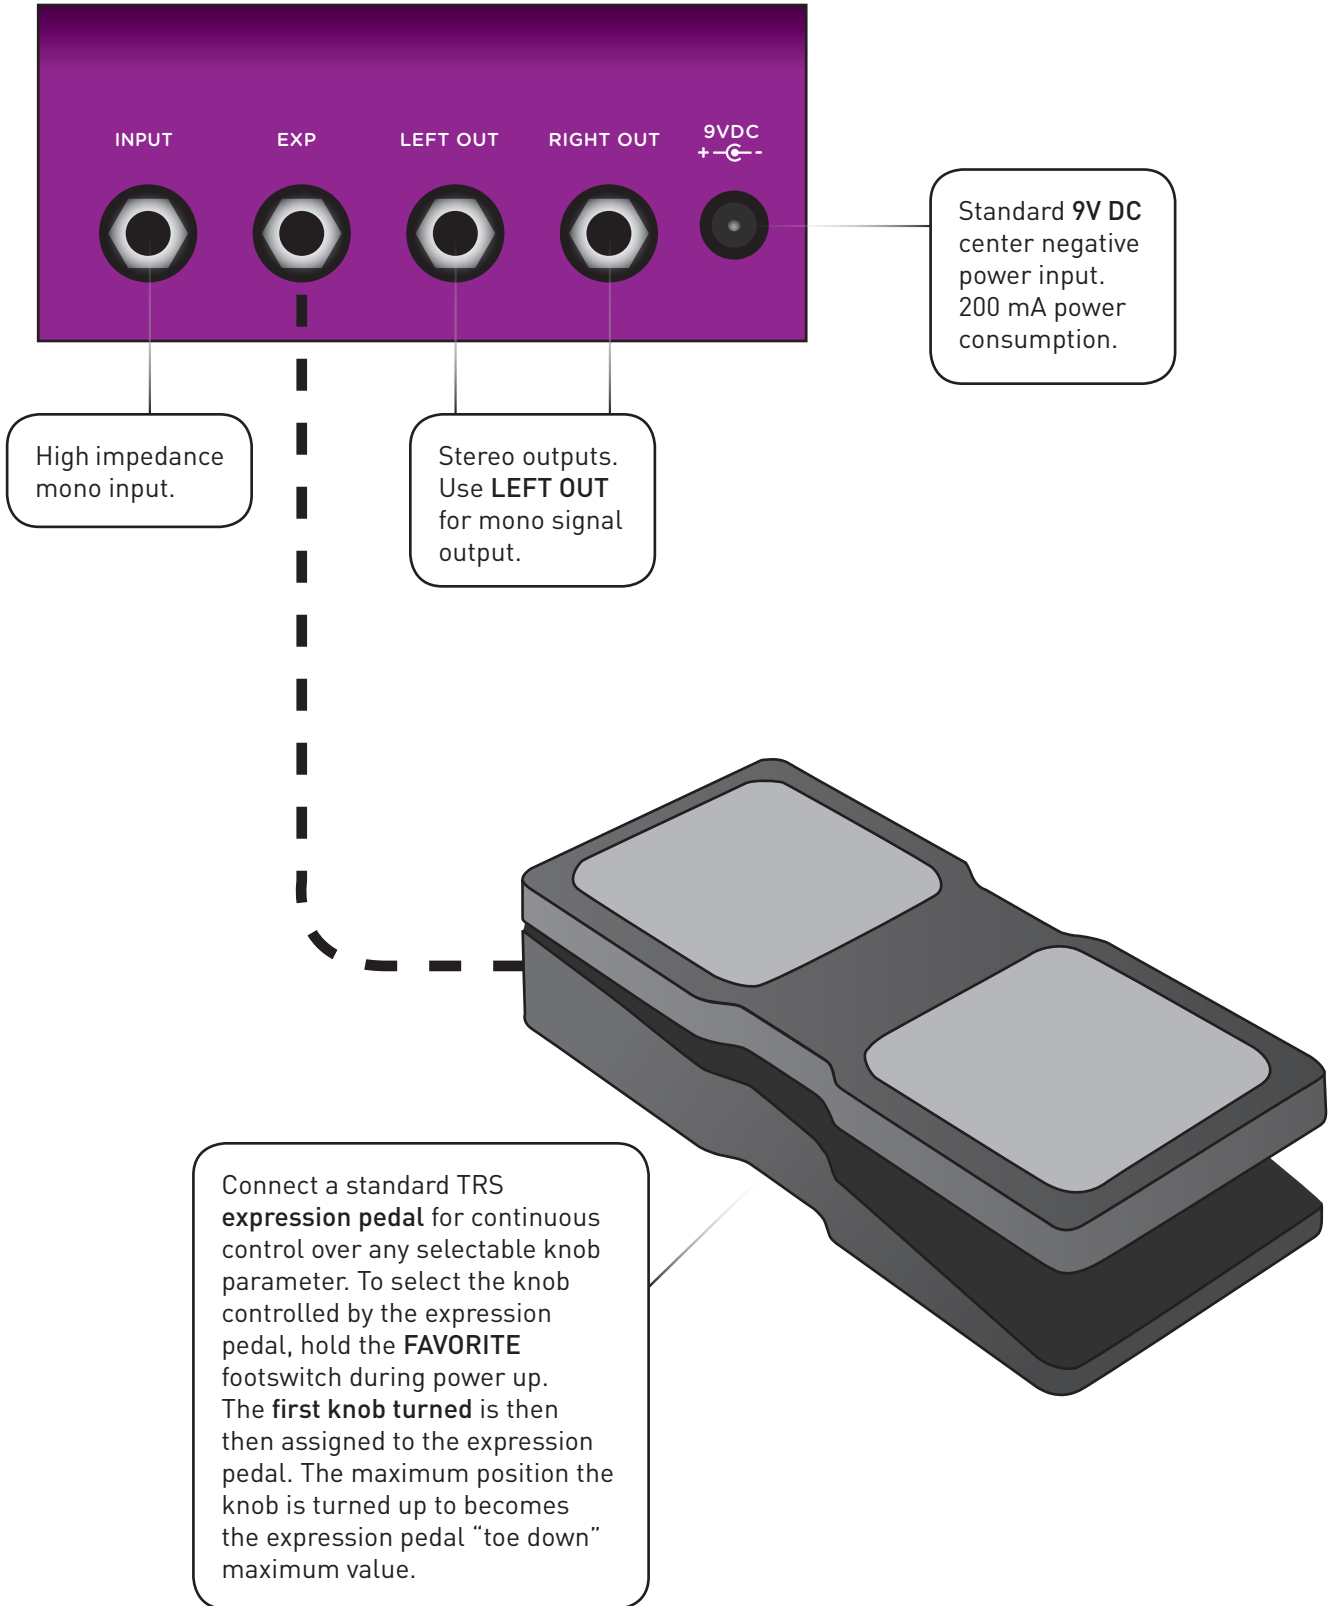 INPUT
EXP
LEFT OUT
RIGHT OUT
9VDC
+ -
Standard 9V DC
center negative
power input.
200 mA power
consumption.
High impedance
mono input.
Stereo outputs.
Use LEFT OUT
for mono signal
output.
Connect a standard TRS
expression pedal for continuous
control over any selectable knob
parameter. To select the knob
controlled by the expression
pedal, hold the FAVORITE
footswitch during power up.
The first knob turned is then
then assigned to the expression
pedal. The maximum position the
knob is turned up to becomes
the expression pedal “toe down”
maximum value.